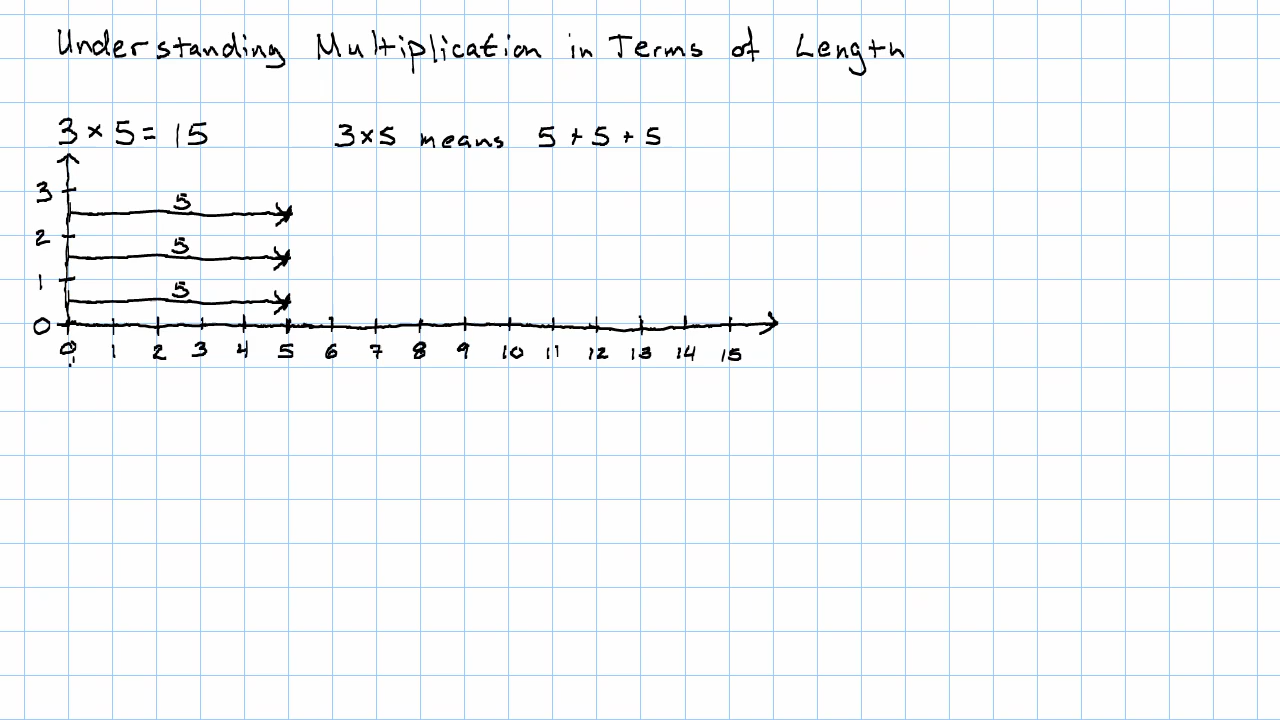 Understanding Multiplication in Terms of Length
3 × 5 = 15 3×5 means 5 + 5 + 5
3
5
2
5
1
5
0
0 1 2 3 4 5 6 7 8 9 10 11 12 13 14 15